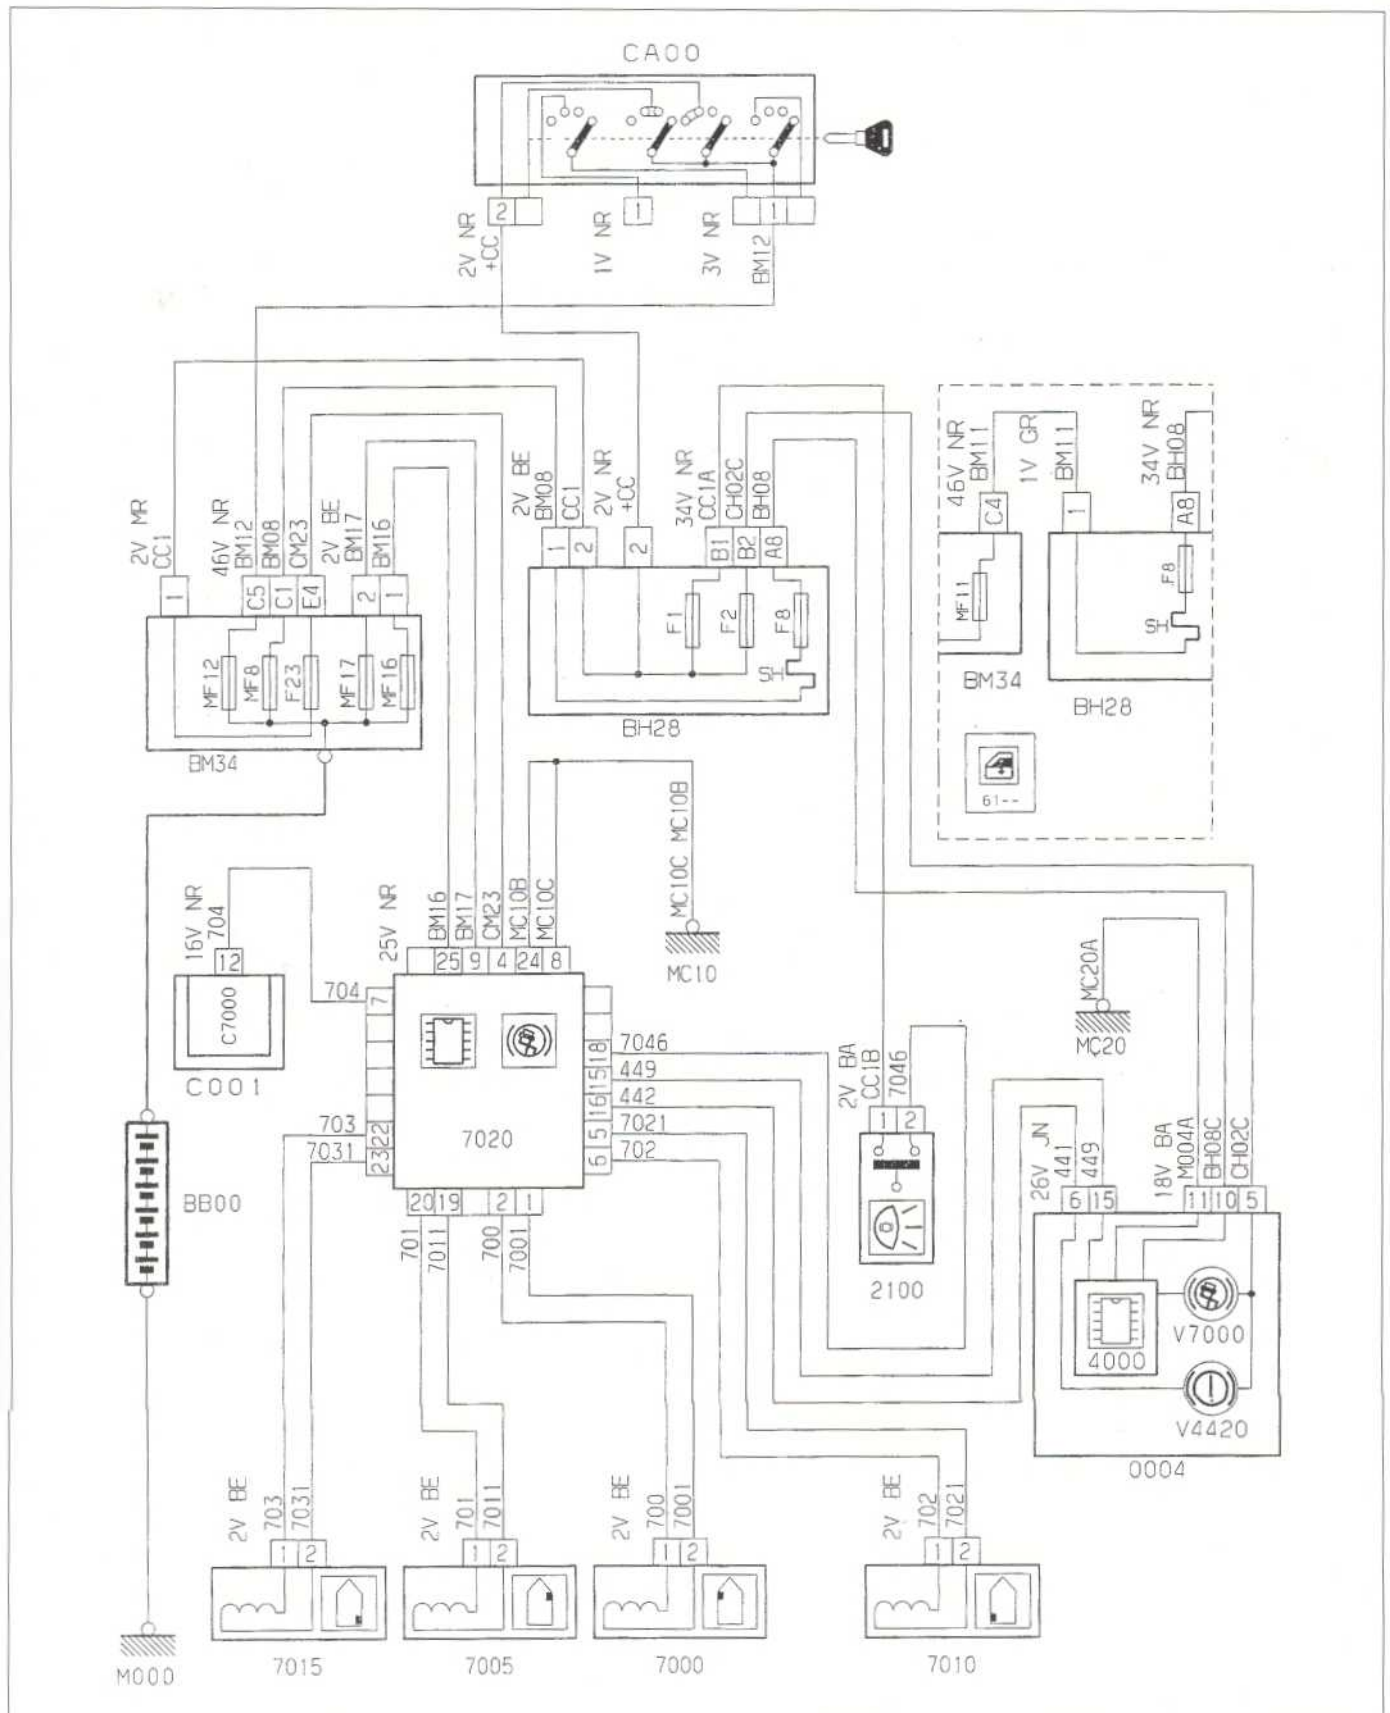 CA00
2
1
1
2V NR
+CC
1V NR
3V NR
BM12
2V MR
CC1
46V NR
BM12
BM08
CM23
2V BE
BM17
BM16
2V BE
BM08
CC1
2V NR
+CC
34V NR
CC1A
CH02C
BH08
46V NR
BM11
1V GR
BM11
34V NR
BH08
1
C5
C1
E4
2
1
1
2
2
B1
B2
A8
C4
1
A8
MF12
MF8
F23
MF17
MF16
F1
F2
F8
SH
MF11
F8
SH
BM34
BH28
BM34
BH28
61--
MC10C MC10B
MC10
16V NR
704
12
C7000
C001
25V NR
BM16
BM17
CM23
MC10B
MC10C
25
9
4
24
8
704
7
703
22
7031
23
7020
18
7046
15
449
16
442
5
7021
6
702
20
19
2
1
701
7011
700
7001
MC20A
MC20
2V BA
CC1B
7046
1
2
2100
26V JN
441
449
18V BA
M004A
BH08C
CH02C
6
15
11
10
5
4000
V7000
V4420
0004
BB00
M000
2V BE
703
7031
1
2
7015
2V BE
701
7011
1
2
7005
2V BE
700
7001
1
2
7000
2V BE
702
7021
1
2
7010